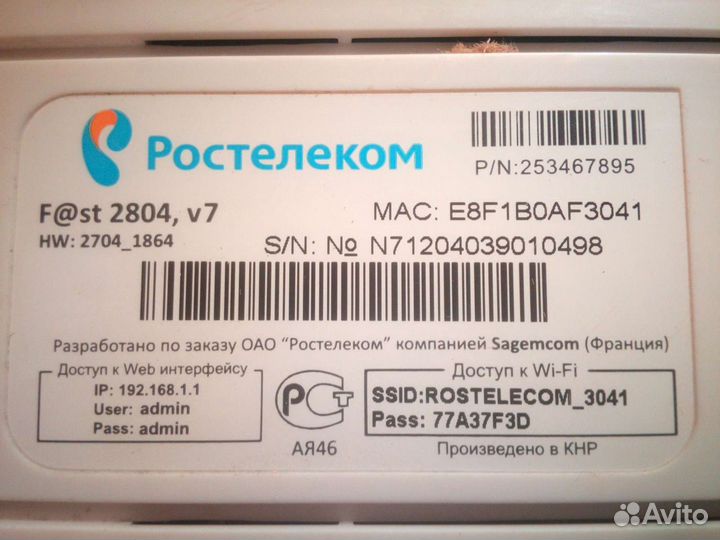 Ростелеком
P/N:253467895
F@st 2804, v7
MAC: E8F1B0AF3041
HW: 2704_1864
S/N: № N71204039010498
Разработано по заказу ОАО "Ростелеком" компанией Sagemcom (Франция)
Доступ к Web интерфейсу
IP: 192.168.1.1
User: admin
Pass: admin
РСТ
АЯ46
Доступ к Wi-Fi
SSID:ROSTELECOM_3041
Pass: 77A37F3D
Произведено в КНР
Avito